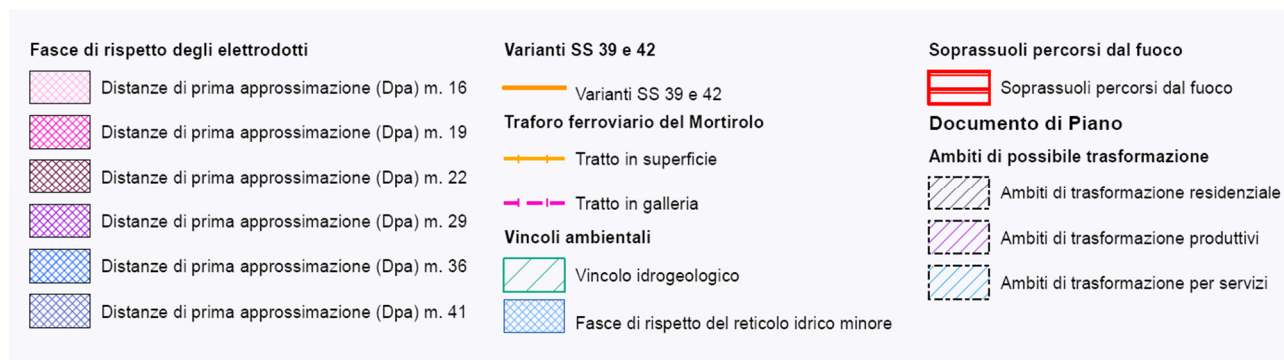 Fasce di rispetto degli elettrodotti
Distanze di prima approssimazione (Dpa) m. 16
Distanze di prima approssimazione (Dpa) m. 19
Distanze di prima approssimazione (Dpa) m. 22
Distanze di prima approssimazione (Dpa) m. 29
Distanze di prima approssimazione (Dpa) m. 36
Distanze di prima approssimazione (Dpa) m. 41
Varianti SS 39 e 42
Varianti SS 39 e 42
Traforo ferroviario del Mortirolo
Tratto in superficie
Tratto in galleria
Vincoli ambientali
Vincolo idrogeologico
Fasce di rispetto del reticolo idrico minore
Soprassuoli percorsi dal fuoco
Soprassuoli percorsi dal fuoco
Documento di Piano
Ambiti di possibile trasformazione
Ambiti di trasformazione residenziale
Ambiti di trasformazione produttivi
Ambiti di trasformazione per servizi